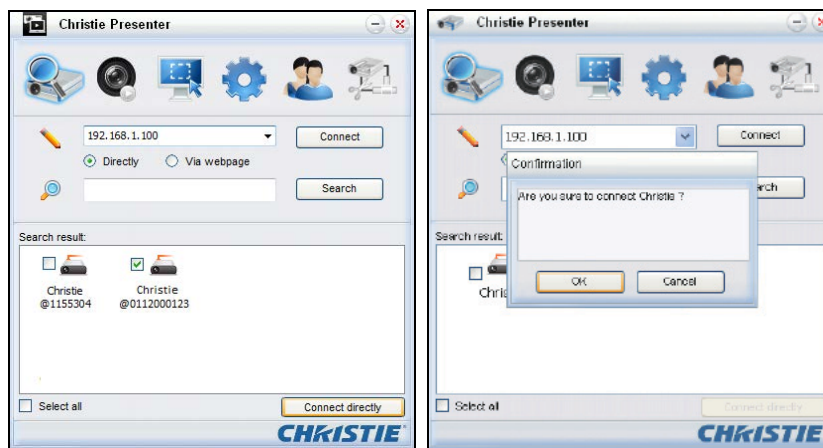 Christie Presenter
192.168.1.100
Connect
Directly
Via webpage
Search
Search result:
Christie
@1155304
Christie
@0112000123
Select all
Connect directly
CHRISTIE
Christie Presenter
192.168.1.100
Connect
Confirmation
Are you sure to connect Christie ?
arch
Search result:
OK
Cancel
Chris
Select all
Connect directly
CHRISTIE